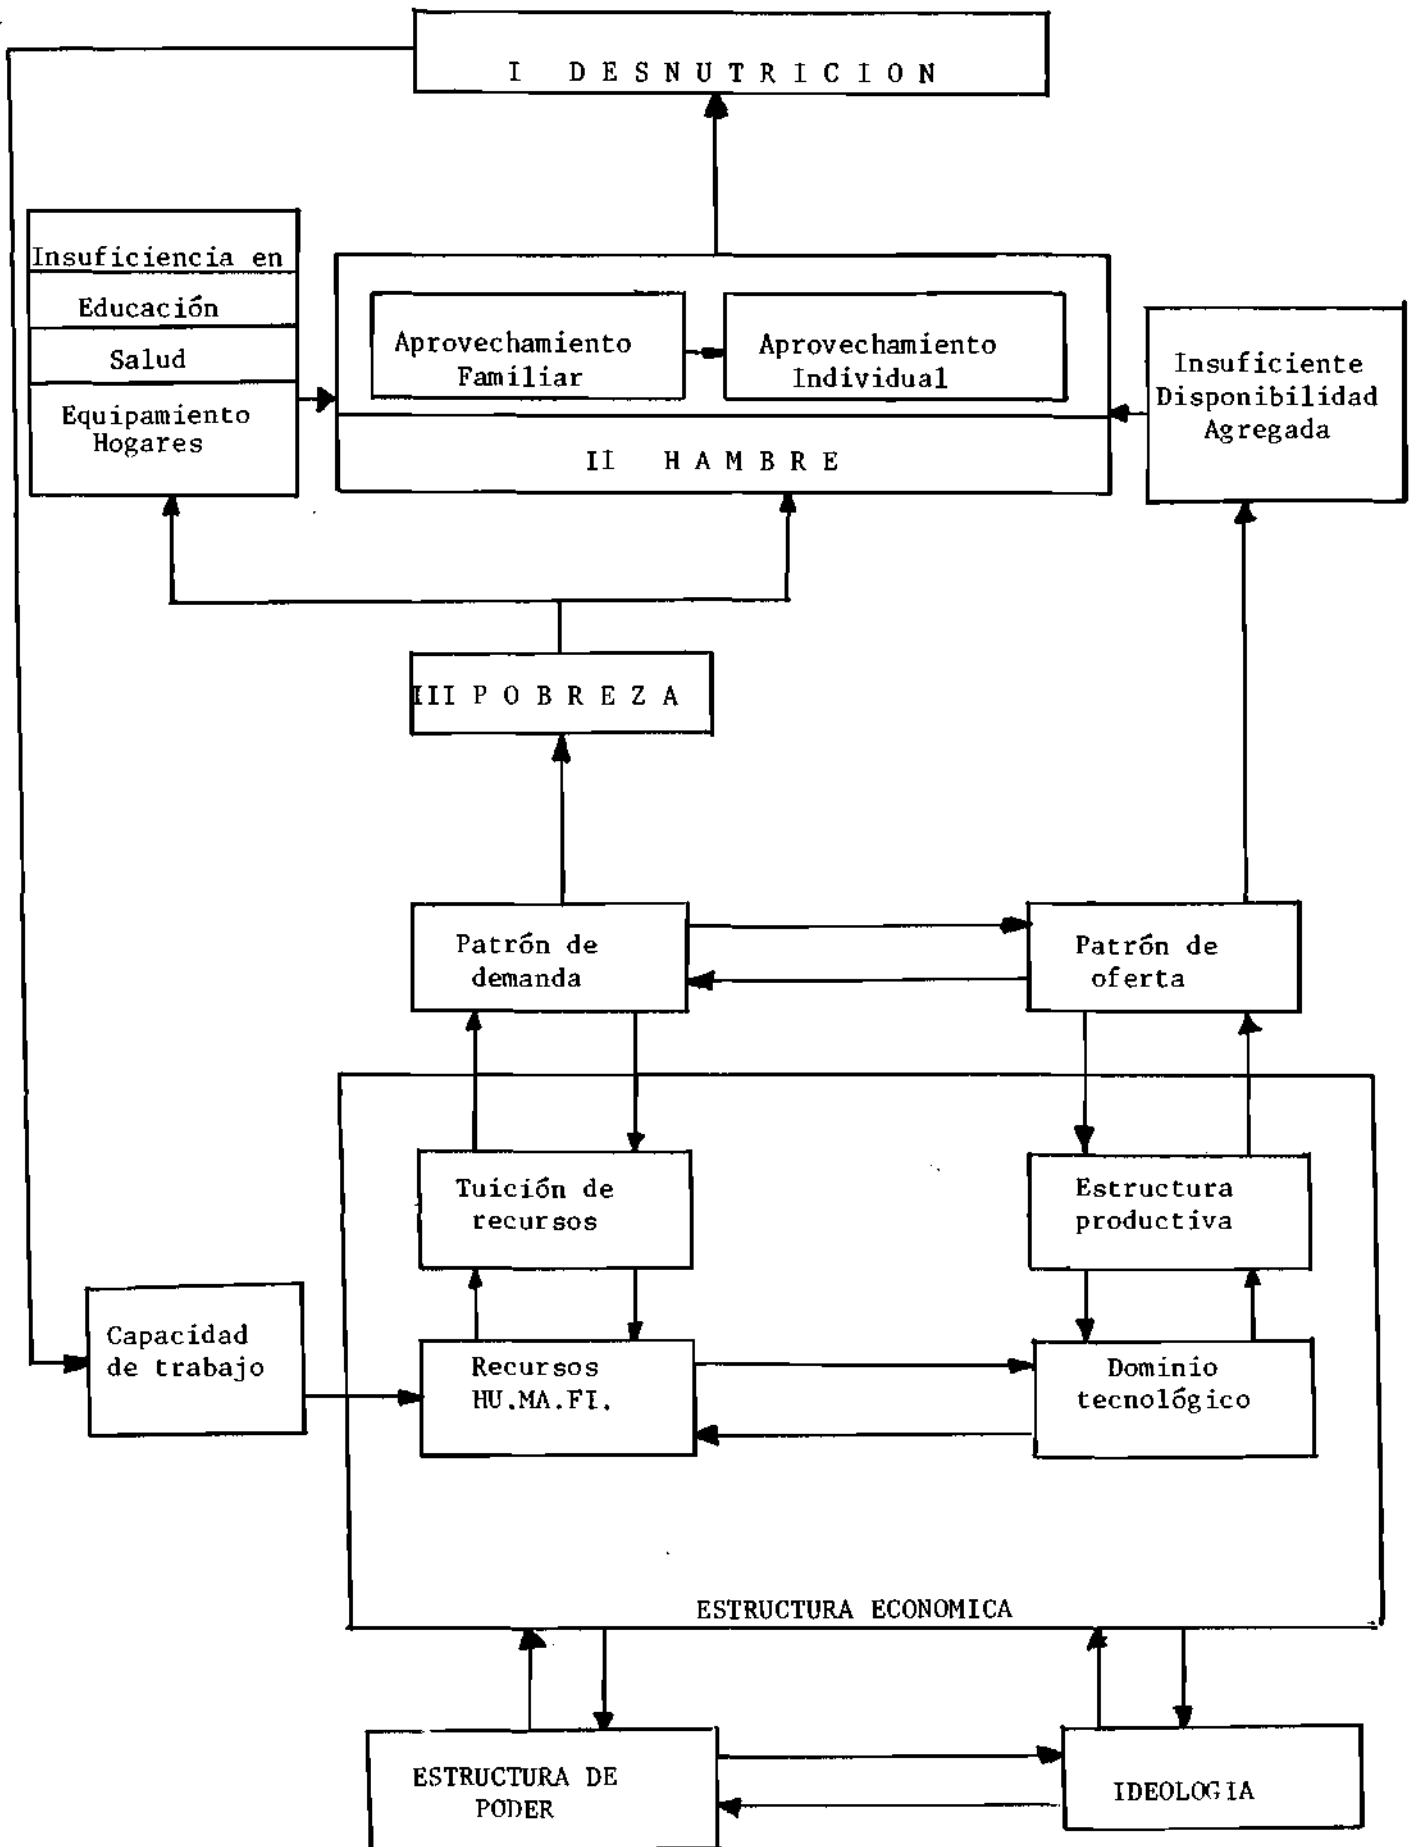 I DESNUTRICION
Insuficiencia en
Educación
Salud
Equipamiento
Hogares
Aprovechamiento
Familiar
Aprovechamiento
Individual
II HAMBRE
Insuficiente
Disponibilidad
Agregada
III POBREZA
Patrón de
demanda
Patrón de
oferta
Tuición de
recursos
Estructura
productiva
Capacidad
de trabajo
Recursos
HU.MA.FI.
Dominio
tecnológico
ESTRUCTURA ECONOMICA
ESTRUCTURA DE
PODER
IDEOLOGIA